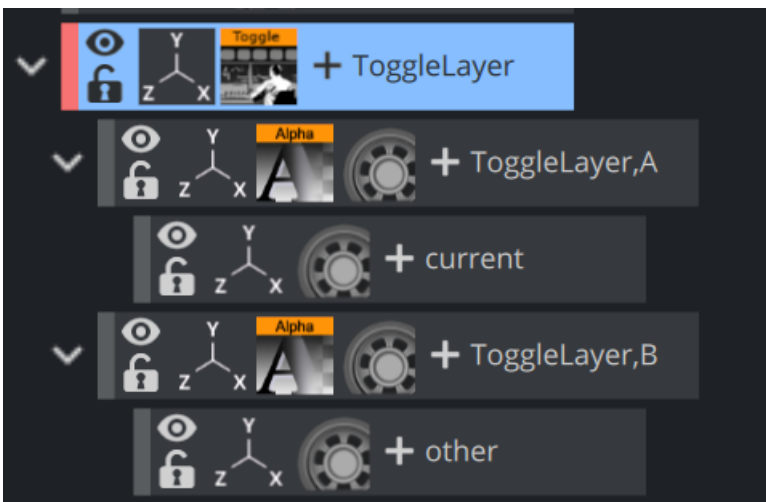 Y Z X Toggle ToggleLayer
Y Z X Alpha A ToggleLayer,A
Y Z X current
Y Z X Alpha A ToggleLayer,B
Y Z X other